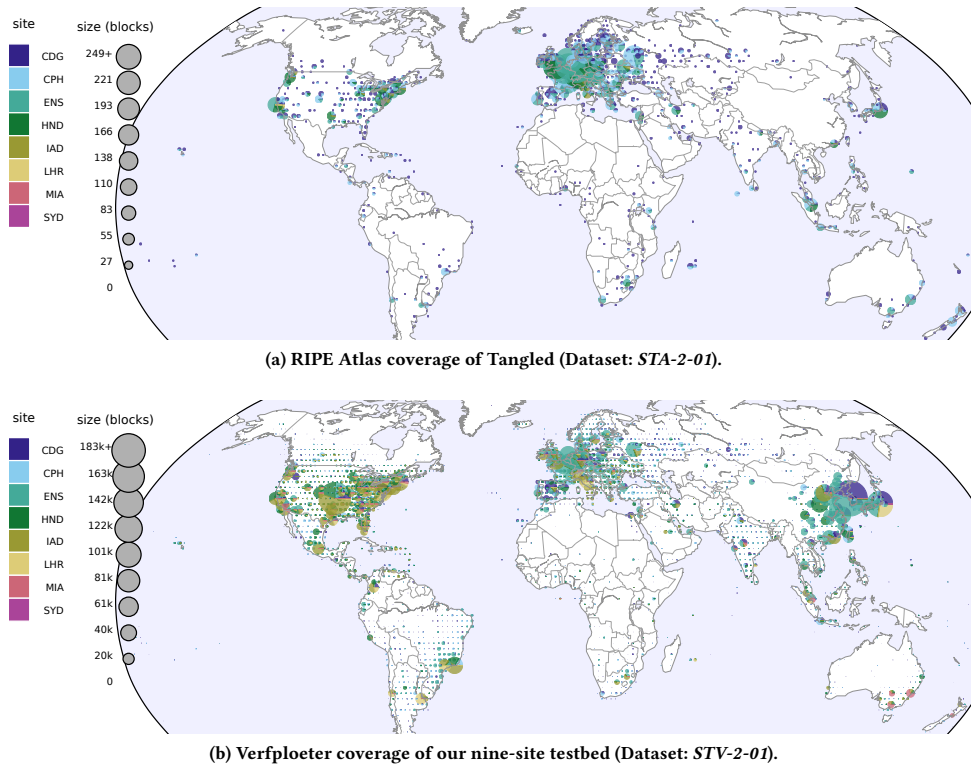 site
size (blocks)
CDG
CPH
ENS
HND
IAD
LHR
MIA
SYD
249+
221
193
166
138
110
83
55
27
0
(a) RIPE Atlas coverage of Tangled (Dataset: STA-2-01).
site
size (blocks)
CDG
CPH
ENS
HND
IAD
LHR
MIA
SYD
183k+
163k
142k
122k
101k
81k
61k
40k
20k
0
(b) Verfploeter coverage of our nine-site testbed (Dataset: STV-2-01).